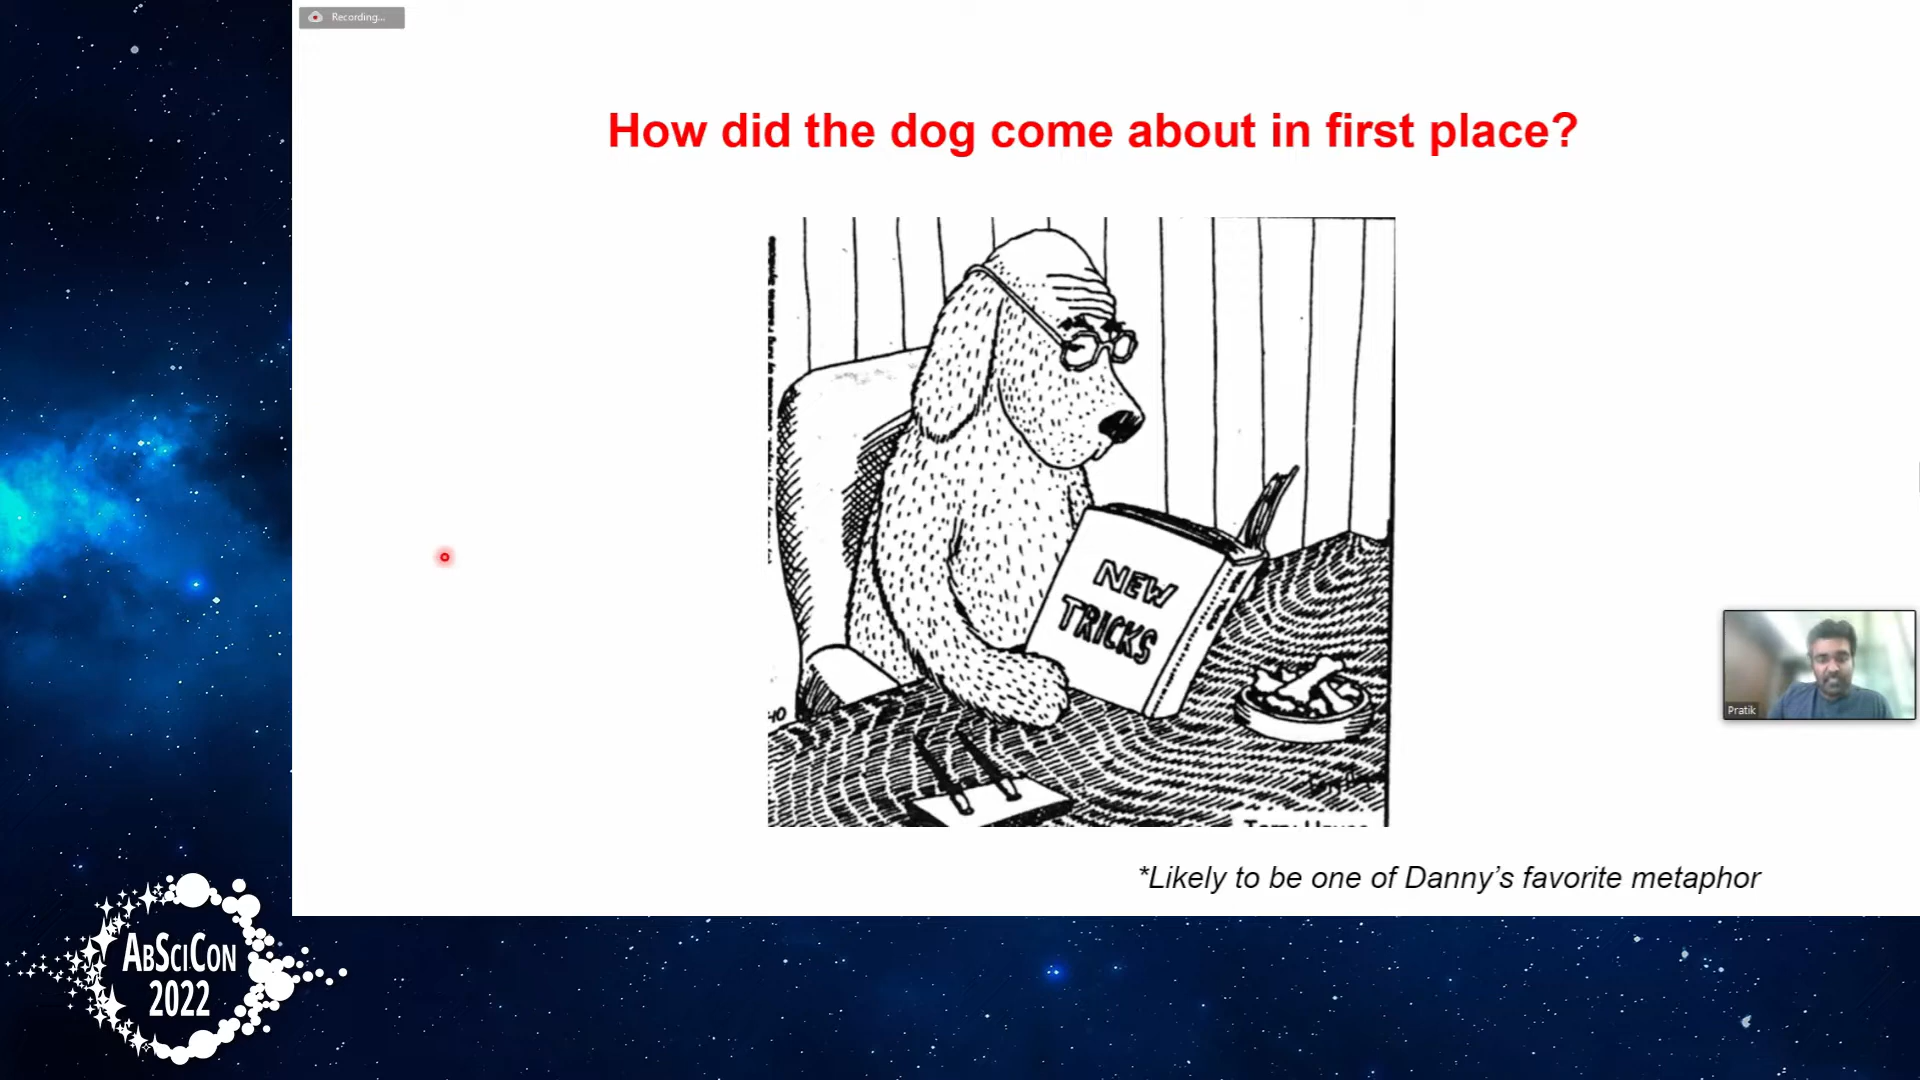 Recording...
How did the dog come about in first place?
NEW
TRICKS
Pratik
*Likely to be one of Danny’s favorite metaphor
ABSCICON
2022